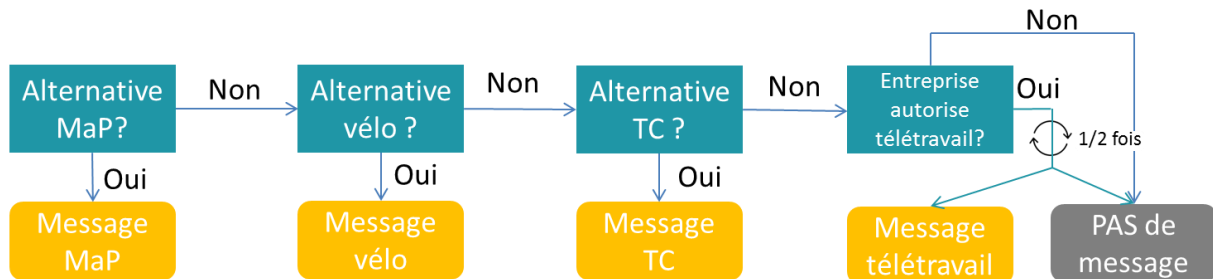 Alternative
MaP?
Non
Alternative
vélo ?
Non
Alternative
TC ?
Non
Entreprise
autorise
télétravail?
Non
Oui
1/2 fois
Oui
Oui
Oui
Message
MaP
Message
vélo
Message
TC
Message
télétravail
PAS de
message